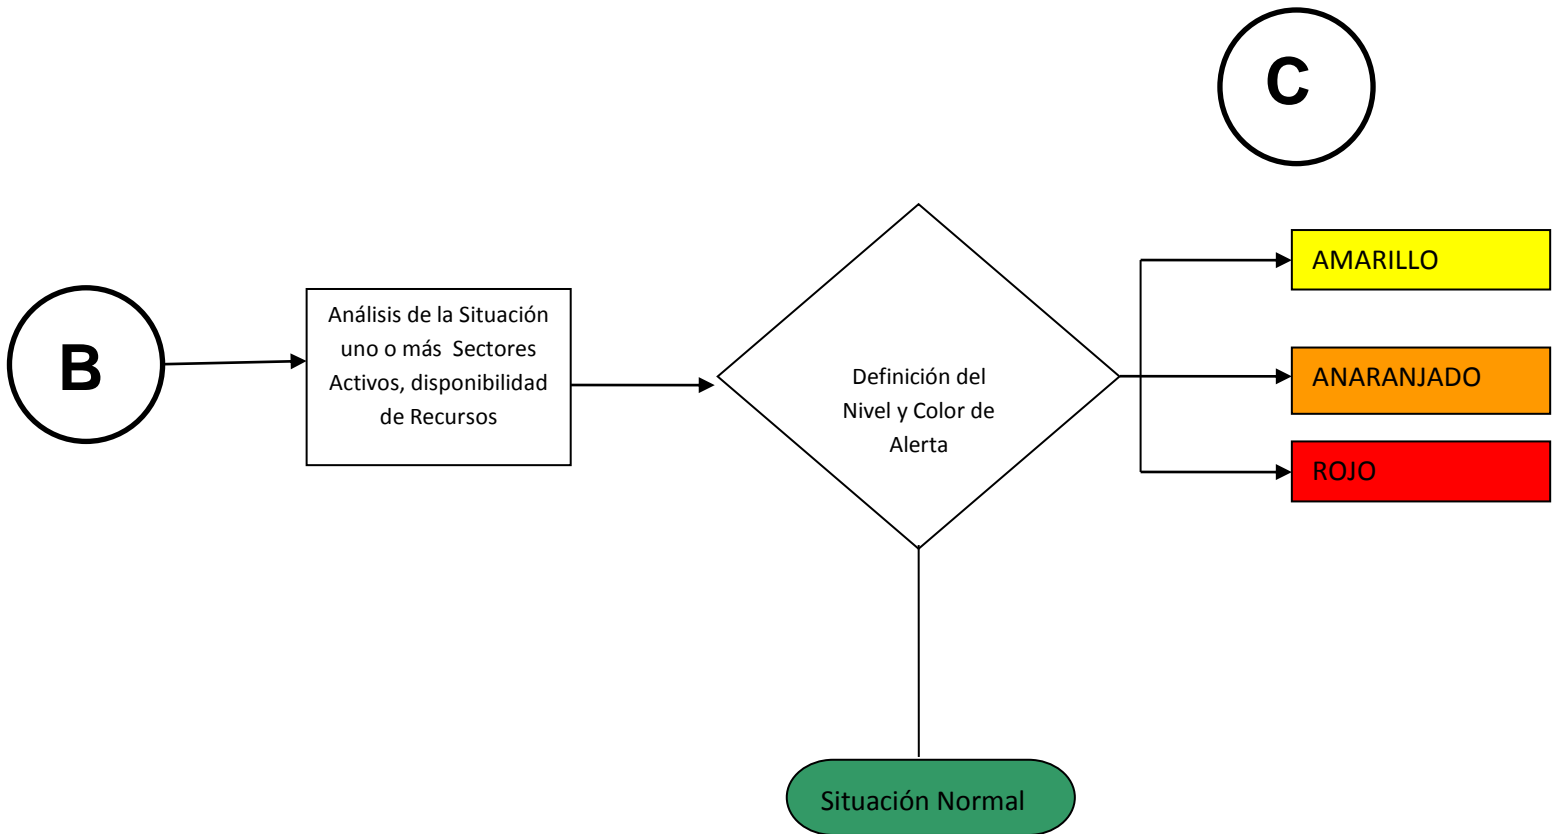 C
B
Análisis de la Situación
uno o más Sectores
Activos, disponibilidad
de Recursos
Definición del
Nivel y Color de
Alerta
AMARILLO
ANARANJADO
ROJO
Situación Normal